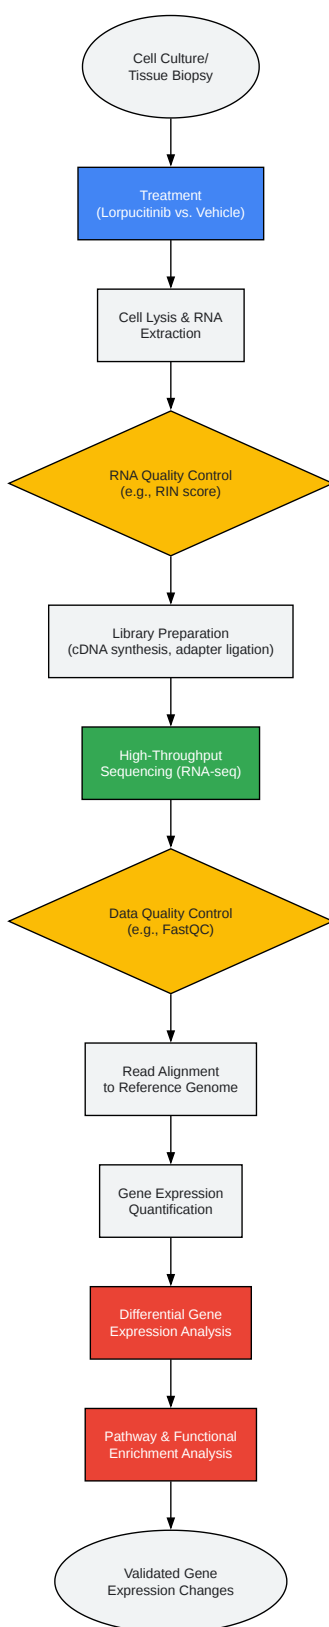 Cell Culture/
Tissue Biopsy
Treatment
(Lorpucitinib vs. Vehicle)
Cell Lysis & RNA
Extraction
RNA Quality Control
(e.g., RIN score)
Library Preparation
(cDNA synthesis, adapter ligation)
High-Throughput
Sequencing (RNA-seq)
Data Quality Control
(e.g., FastQC)
Read Alignment
to Reference Genome
Gene Expression
Quantification
Differential Gene
Expression Analysis
Pathway & Functional
Enrichment Analysis
Validated Gene
Expression Changes